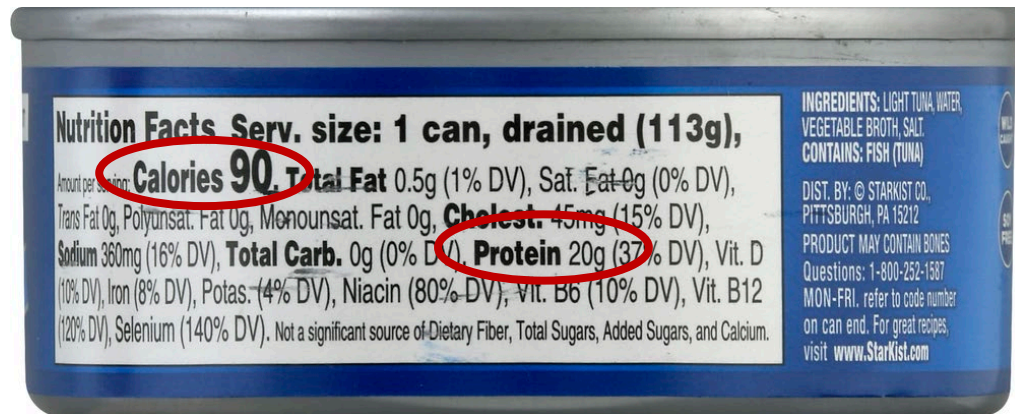 Nutrition Facts Serv. size: 1 can, drained (113g),
Amount per serving: Calories 90, Total Fat 0.5g (1% DV), Sat. Fat 0g (0% DV),
Trans Fat 0g, Polyunsat. Fat 0g, Monounsat. Fat 0g, Cholest. 45mg (15% DV),
Sodium 360mg (16% DV), Total Carb. 0g (0% DV), Protein 20g (37% DV), Vit. D
(10% DV), Iron (8% DV), Potas. (4% DV), Niacin (80% DV), Vit. B6 (10% DV), Vit. B12
(120% DV), Selenium (140% DV). Not a significant source of Dietary Fiber, Total Sugars, Added Sugars, and Calcium.
INGREDIENTS: LIGHT TUNA, WATER,
VEGETABLE BROTH, SALT.
CONTAINS: FISH (TUNA)
DIST. BY: © STARKIST CO.,
PITTSBURGH, PA 15212
PRODUCT MAY CONTAIN BONES
Questions: 1-800-252-1587
MON-FRI. refer to code number
on can end. For great recipes,
visit www.StarKist.com